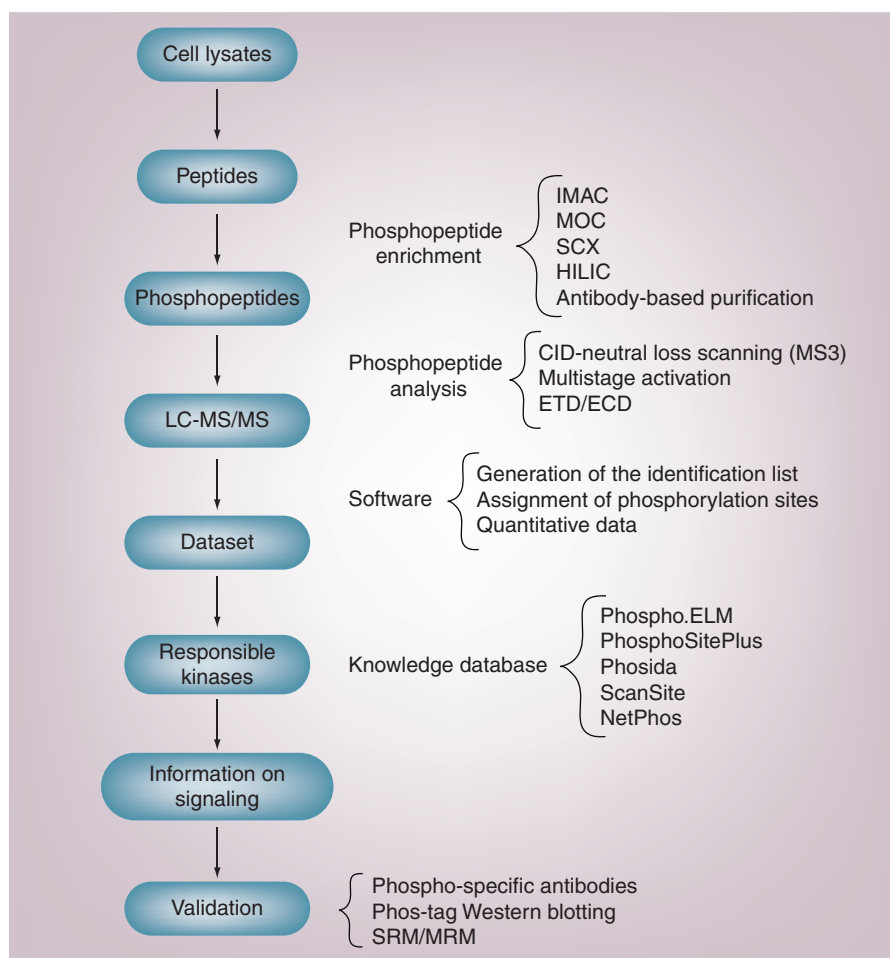 Cell lysates
Peptides
Phosphopeptide
enrichment
IMAC
MOC
SCX
HILIC
Antibody-based purification
Phosphopeptides
Phosphopeptide
analysis
CID-neutral loss scanning (MS3)
Multistage activation
ETD/ECD
LC-MS/MS
Software
Generation of the identification list
Assignment of phosphorylation sites
Quantitative data
Dataset
Responsible
kinases
Knowledge database
Phospho.ELM
PhosphoSitePlus
Phosida
ScanSite
NetPhos
Information on
signaling
Validation
Phospho-specific antibodies
Phos-tag Western blotting
SRM/MRM